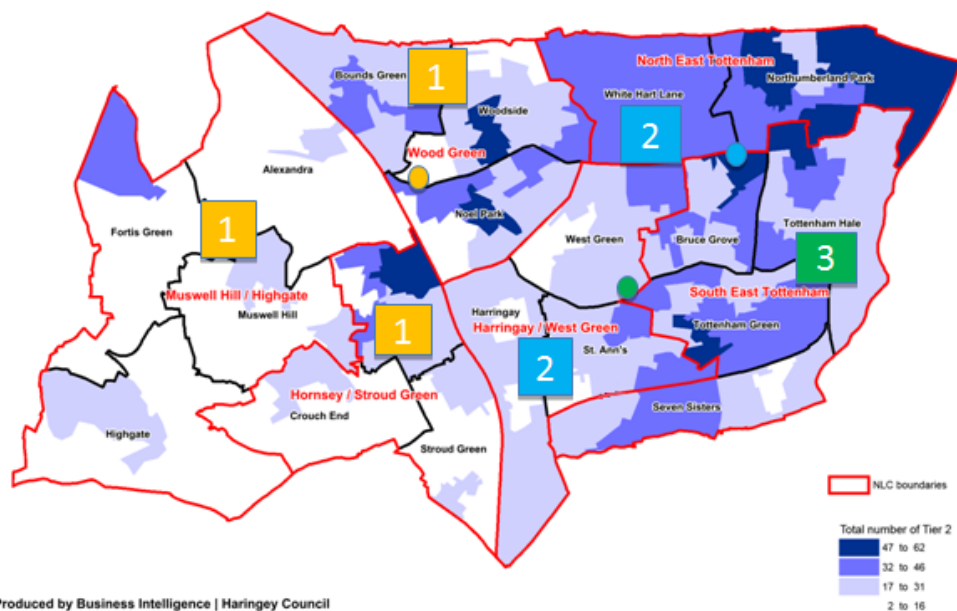 North East Tottenham
Bounds Green
1
Northumberland Park
White Hart Lane
Woodside
2
Wood Green
Alexandra
Noel Park
Fortis Green
1
West Green
Bruce Grove
Tottenham Hale
3
Muswell Hill / Highgate
Muswell Hill
South East Tottenham
Harringay
Harringay / West Green
Tottenham Green
1
St. Ann's
2
Hornsey / Stroud Green
Crouch End
Seven Sisters
Highgate
Stroud Green
NLC boundaries
Total number of Tier 2
47 to 62
32 to 46
17 to 31
2 to 16
Produced by Business Intelligence | Haringey Council